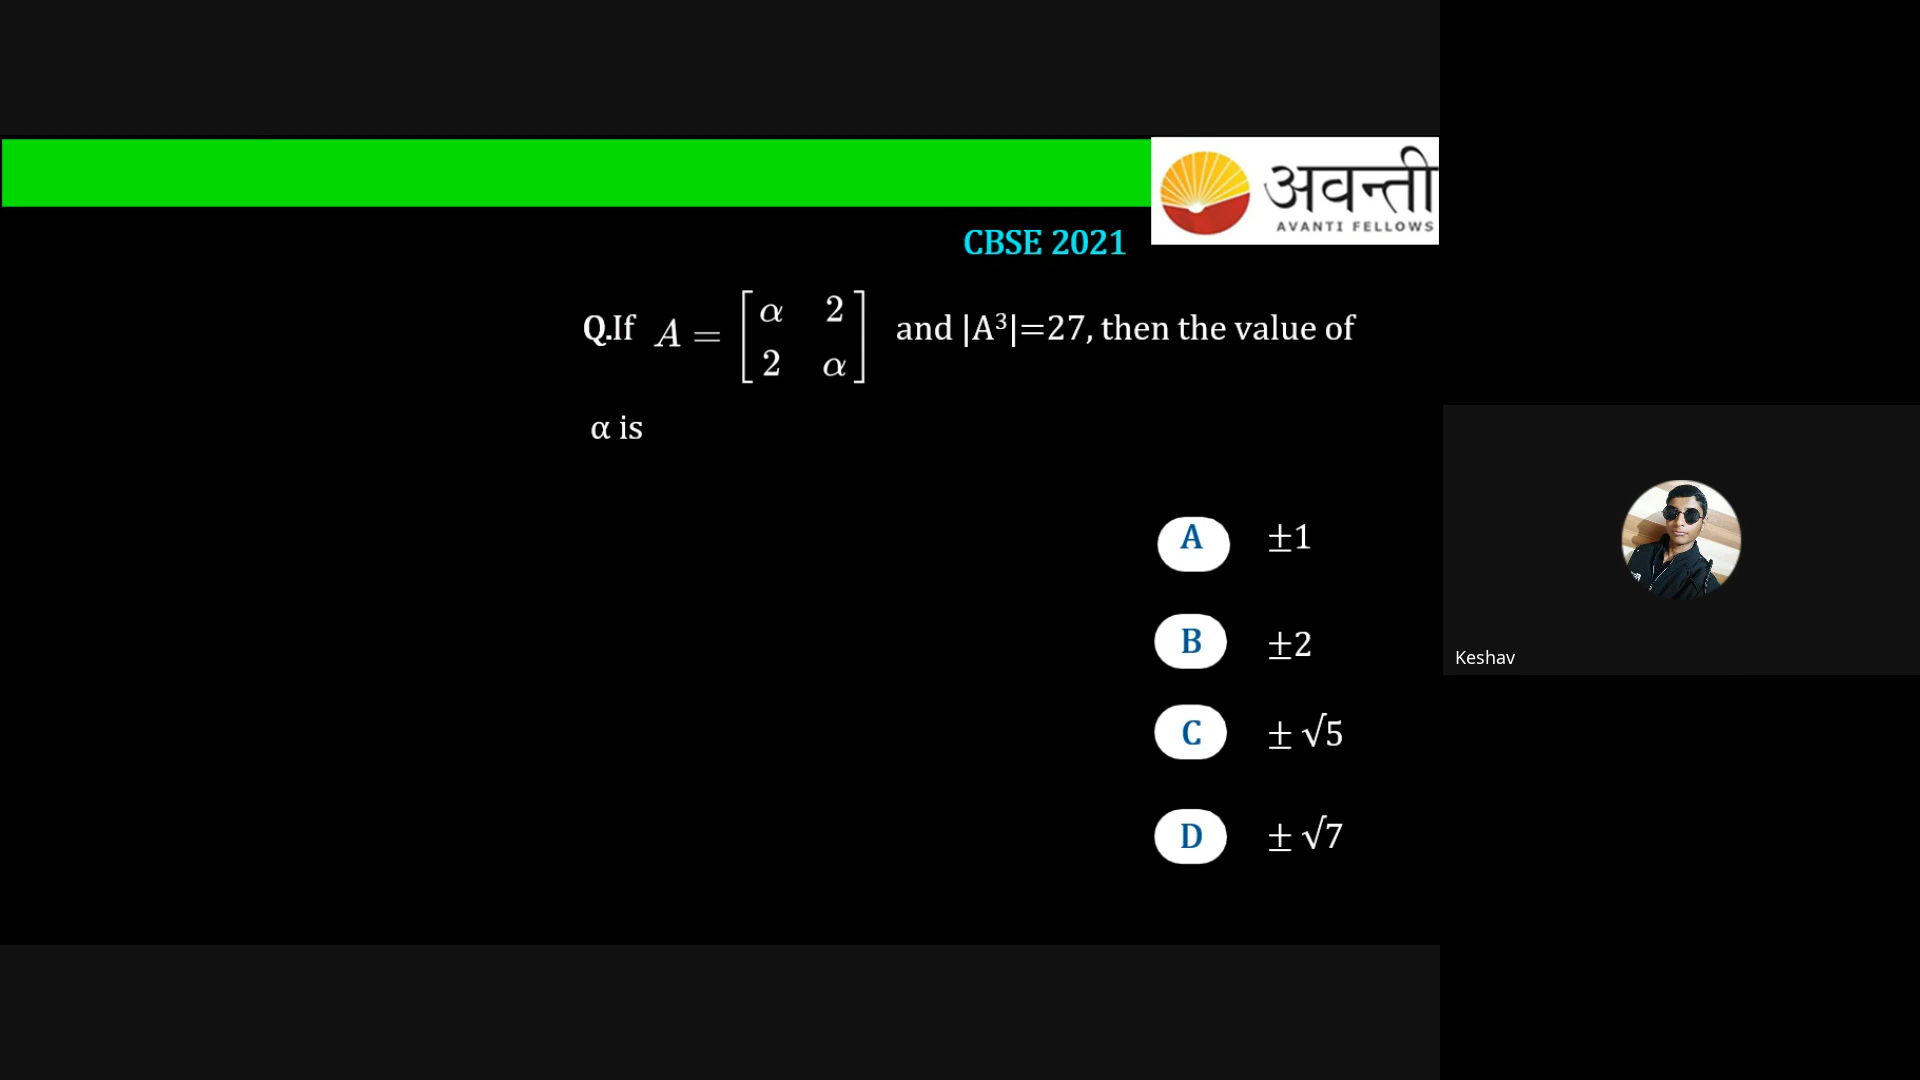 अवन्ती
AVANTI FELLOWS
CBSE 2021
Q.If A = [α 2 2 α] and |A³|=27, then the value of
α is
A ±1
B ±2
C ± √5
D ± √7
Keshav